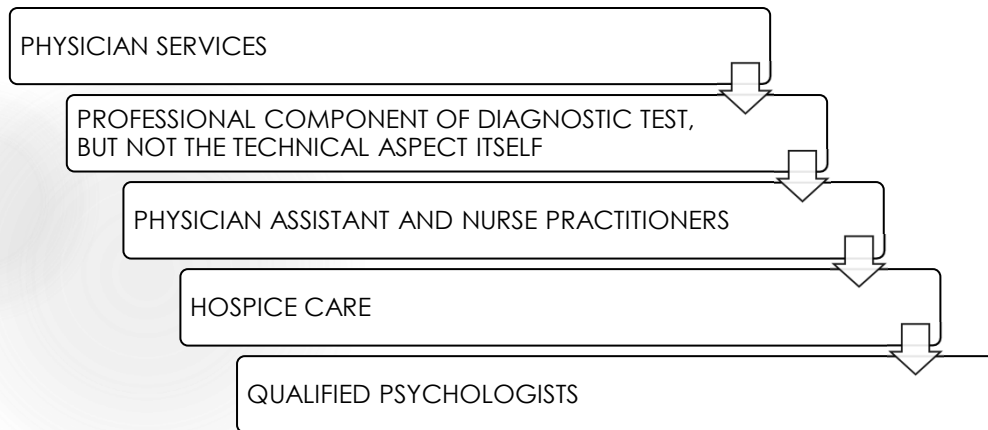 PHYSICIAN SERVICES
PROFESSIONAL COMPONENT OF DIAGNOSTIC TEST,
BUT NOT THE TECHNICAL ASPECT ITSELF
PHYSICIAN ASSISTANT AND NURSE PRACTITIONERS
HOSPICE CARE
QUALIFIED PSYCHOLOGISTS